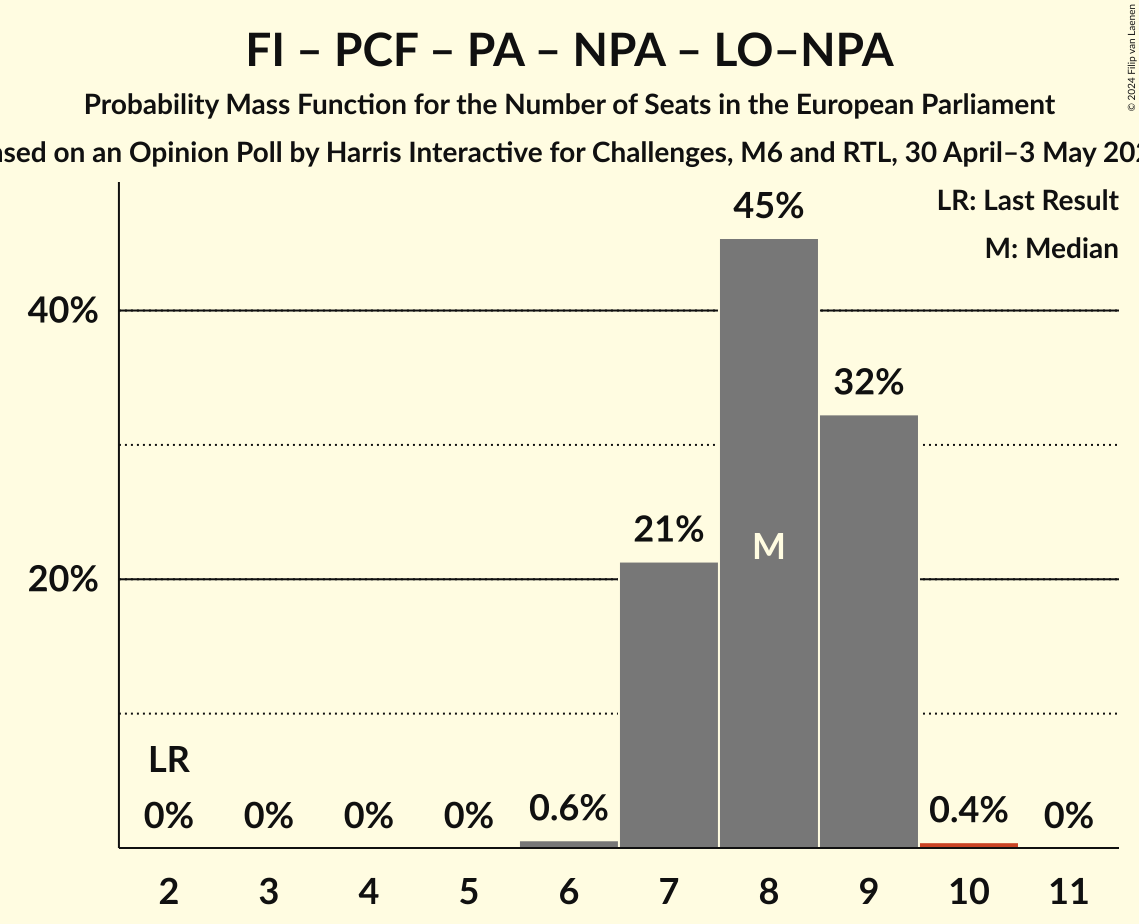 © 2024 Filip van Laenen
FI – PCF – PA – NPA – LO–NPA
Probability Mass Function for the Number of Seats in the European Parliament
on an Opinion Poll by Harris Interactive for Challenges, M6 and RTL, 30 April–3 May
LR: Last Result
M: Median
45%
40%
32%
21%
M
20%
LR
0% 0% 0% 0% 0.6% 0.4% 0%
2 3 4 5 6 7 8 9 10 11